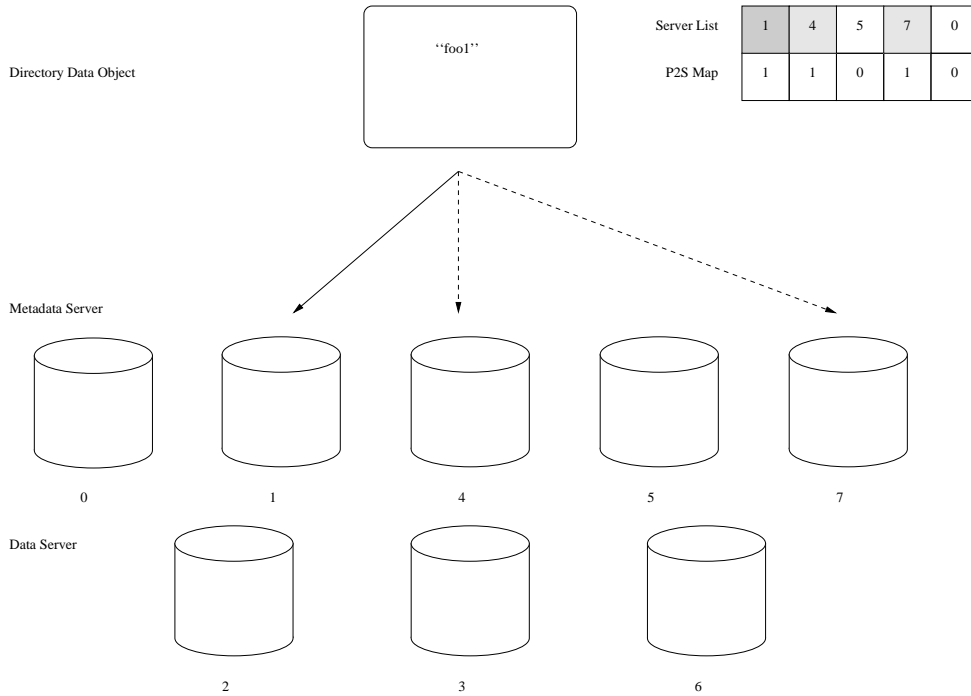 Server List 1 4 5 7 0
‘‘foo1’’
Directory Data Object
P2S Map 1 1 0 1 0
Metadata Server
0 1 4 5 7
Data Server
2 3 6